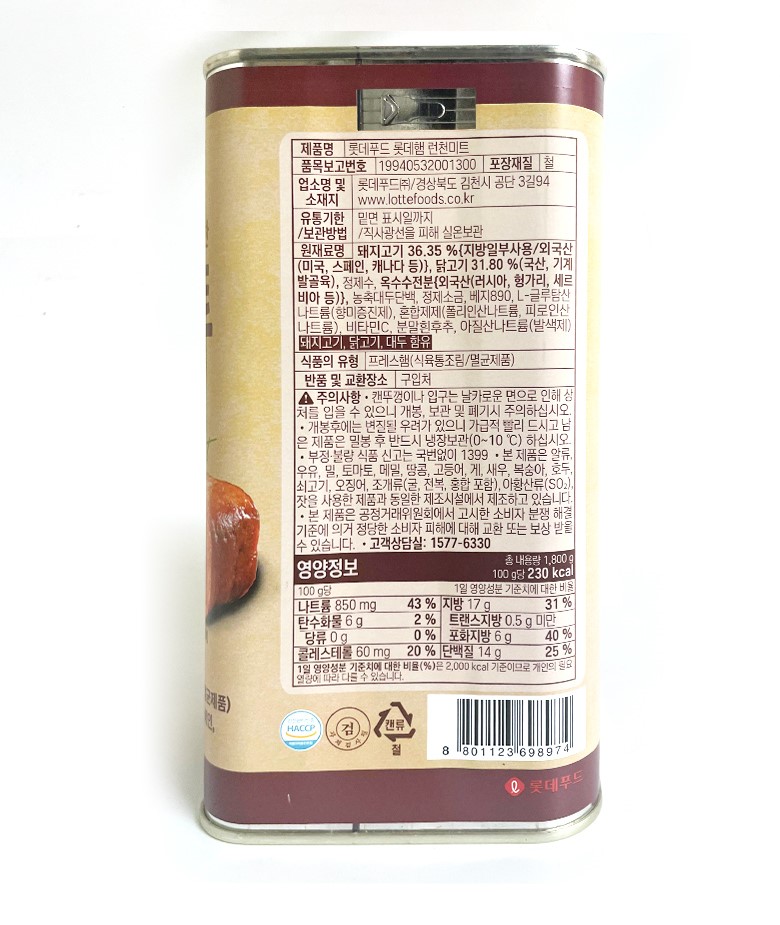 제품명 롯데푸드 롯데햄 런천미트
품목보고번호 19940532001300 포장재질 철
업소명 및 소재지 롯데푸드㈜/경상북도 김천시 공단 3길94
www.lottefoods.co.kr
유통기한 밑면 표시일까지
/보관방법 /직사광선을 피해 실온보관
원재료명 돼지고기 36.35 %{지방일부사용/외국산
(미국, 스페인, 캐나다 등)}, 닭고기 31.80 %(국산, 기계
발골육), 정제수, 옥수수전분{외국산(러시아, 헝가리, 세르
비아 등)}, 농축대두단백, 정제소금, 베지890, L-글루탐산
나트륨(향미증진제), 혼합제제(폴리인산나트륨, 피로인산
나트륨), 비타민C, 분말흰후추, 아질산나트륨(발색제)
돼지고기, 닭고기, 대두 함유
식품의 유형 프레스햄(식육통조림/멸균제품)
반품 및 교환장소 구입처
주의사항 • 캔뚜껑이나 입구는 날카로운 면으로 인해 상
처를 입을 수 있으니 개봉, 보관 및 폐기시 주의하십시오.
• 개봉후에는 변질될 우려가 있으니 가급적 빨리 드시고 남
은 제품은 밀봉 후 반드시 냉장보관(0~10 ℃) 하십시오.
• 부정·불량 식품 신고는 국번없이 1399 • 본 제품은 알류,
우유, 밀, 토마토, 메밀, 땅콩, 고등어, 게, 새우, 복숭아, 호두,
쇠고기, 오징어, 조개류(굴, 전복, 홍합 포함), 아황산류(SO₂),
잣을 사용한 제품과 동일한 제조시설에서 제조하고 있습니다.
• 본 제품은 공정거래위원회에서 고시한 소비자 분쟁 해결
기준에 의거 정당한 소비자 피해에 대해 교환 또는 보상 받을
수 있습니다. • 고객상담실: 1577-6330
영양정보 총 내용량 1,800 g
100 g당 230 kcal
100 g당 1일 영양성분 기준치에 대한 비율
나트륨 850 mg 43 % 지방 17 g 31 %
탄수화물 6 g 2 % 트랜스지방 0.5 g 미만
당류 0 g 0 % 포화지방 6 g 40 %
콜레스테롤 60 mg 20 % 단백질 14 g 25 %
1일 영양성분 기준치에 대한 비율(%)은 2,000 kcal 기준이므로 개인의 필요
열량에 따라 다를 수 있습니다.
HACCP
검
캔류
철
8 801123 698974
롯데푸드